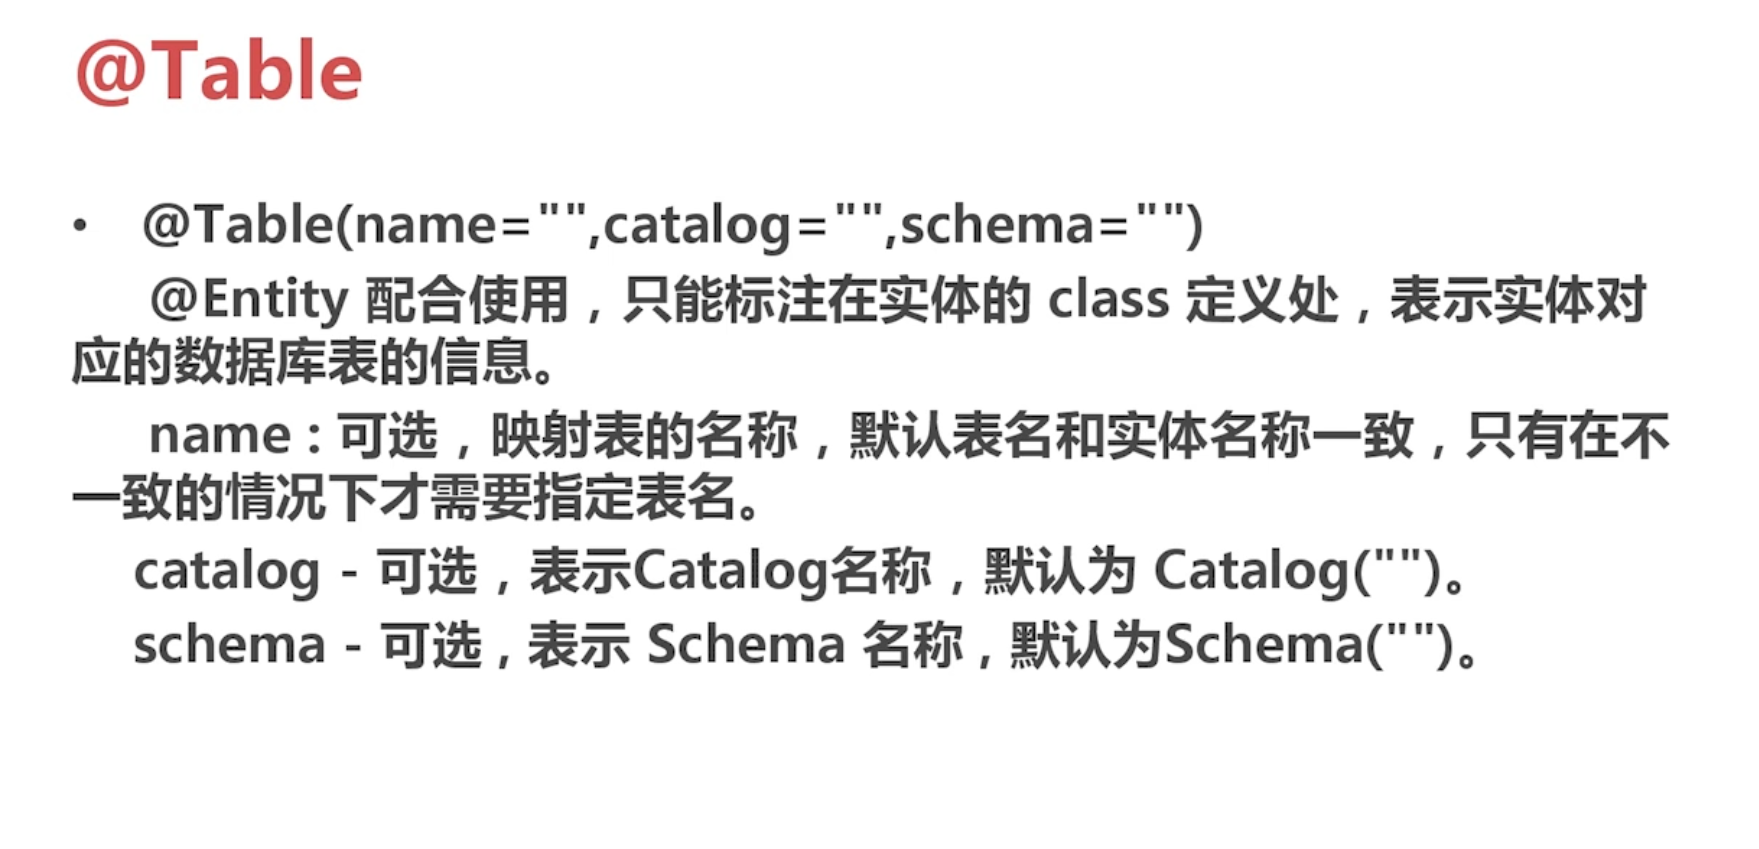 @Table
• @Table(name="",catalog="",schema="")
@Entity 配合使用，只能标注在实体的 class 定义处，表示实体对
应的数据库表的信息。
name : 可选，映射表的名称，默认表名和实体名称一致，只有在不
一致的情况下才需要指定表名。
catalog - 可选，表示Catalog名称，默认为 Catalog("")。
schema - 可选 , 表示 Schema 名称 , 默认为Schema("")。